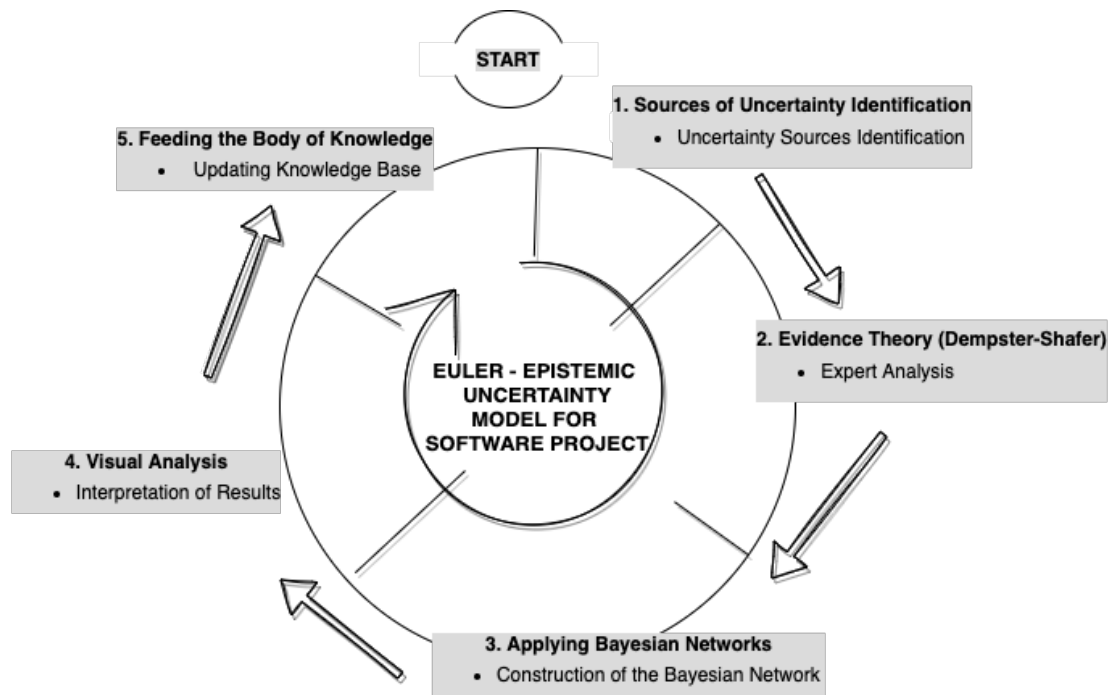 START
1. Sources of Uncertainty Identification
• Uncertainty Sources Identification
2. Evidence Theory (Dempster-Shafer)
• Expert Analysis
3. Applying Bayesian Networks
• Construction of the Bayesian Network
4. Visual Analysis
• Interpretation of Results
5. Feeding the Body of Knowledge
• Updating Knowledge Base
EULER - EPISTEMIC
UNCERTAINTY
MODEL FOR
SOFTWARE PROJECT